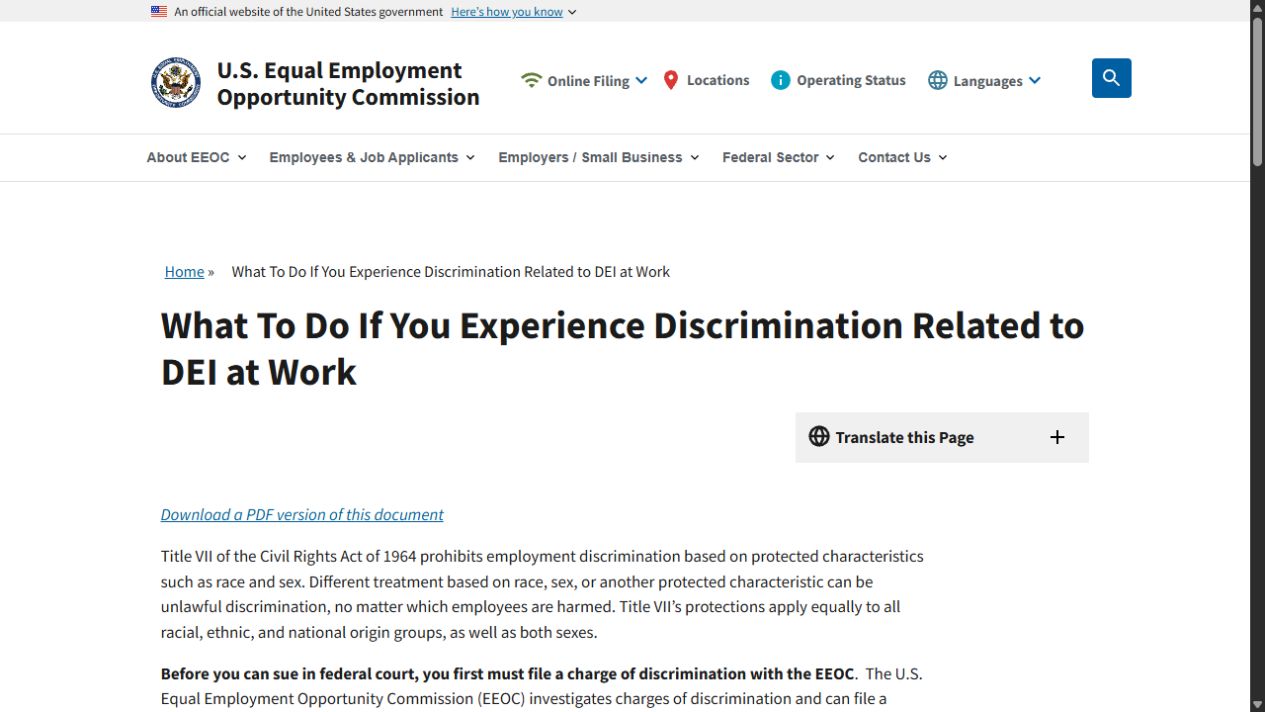 An official website of the United States government Here's how you know
U.S. Equal Employment
Opportunity Commission
Online Filing
Locations
Operating Status
Languages
About EEOC
Employees & Job Applicants
Employers / Small Business
Federal Sector
Contact Us
Home » What To Do If You Experience Discrimination Related to DEI at Work
What To Do If You Experience Discrimination Related to
DEI at Work
Translate this Page +
Download a PDF version of this document
Title VII of the Civil Rights Act of 1964 prohibits employment discrimination based on protected characteristics
such as race and sex. Different treatment based on race, sex, or another protected characteristic can be
unlawful discrimination, no matter which employees are harmed. Title VII’s protections apply equally to all
racial, ethnic, and national origin groups, as well as both sexes.
Before you can sue in federal court, you first must file a charge of discrimination with the EEOC. The U.S.
Equal Employment Opportunity Commission (EEOC) investigates charges of discrimination and can file a